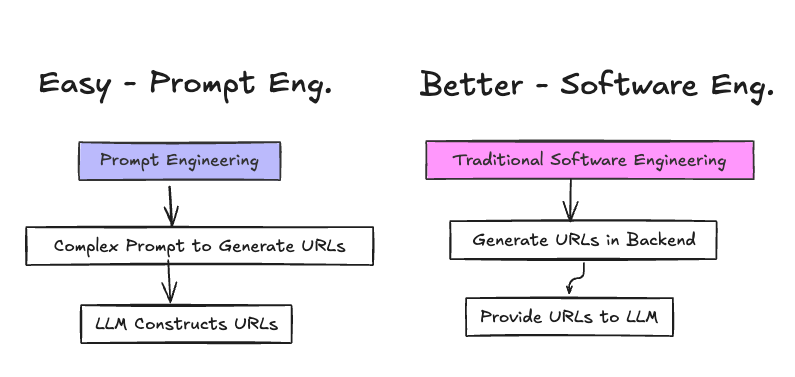 Easy - Prompt Eng.
Prompt Engineering
Complex Prompt to Generate URLs
LLM Constructs URLs
Better - Software Eng.
Traditional Software Engineering
Generate URLs in Backend
Provide URLs to LLM